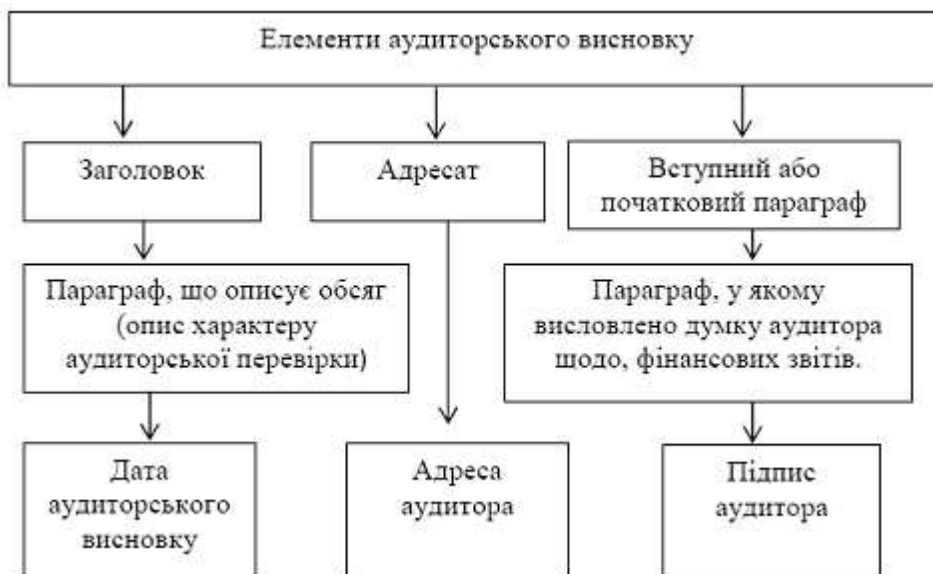 Елементи аудиторського висновку
Заголовок
Адресат
Вступний або
початковий параграф
Параграф, що описує обсяг
(опис характеру
аудиторської перевірки)
Параграф, у якому
висловлено думку аудитора
щодо, фінансових звітів.
Дата
аудиторського
висновку
Адреса
аудитора
Підпис
аудитора